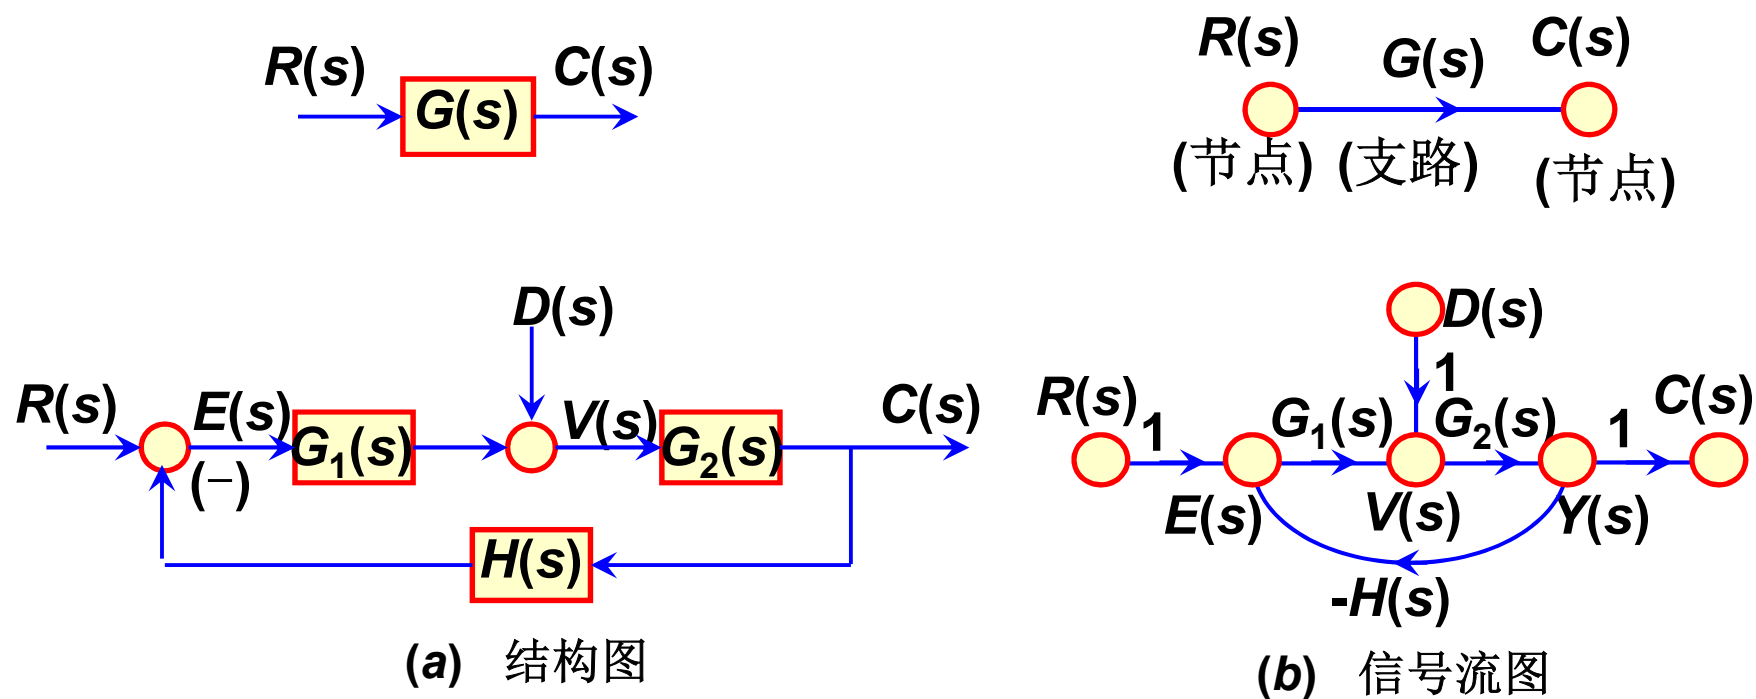 R(s) G(s) C(s)
R(s) G(s) C(s)
(节点) (支路) (节点)
D(s)
R(s) E(s) G₁(s) V(s) G₂(s) C(s)
(–)
H(s)
(a) 结构图
D(s)
1
R(s) 1 G₁(s) G₂(s) 1 C(s)
E(s) V(s) Y(s)
-H(s)
(b) 信号流图